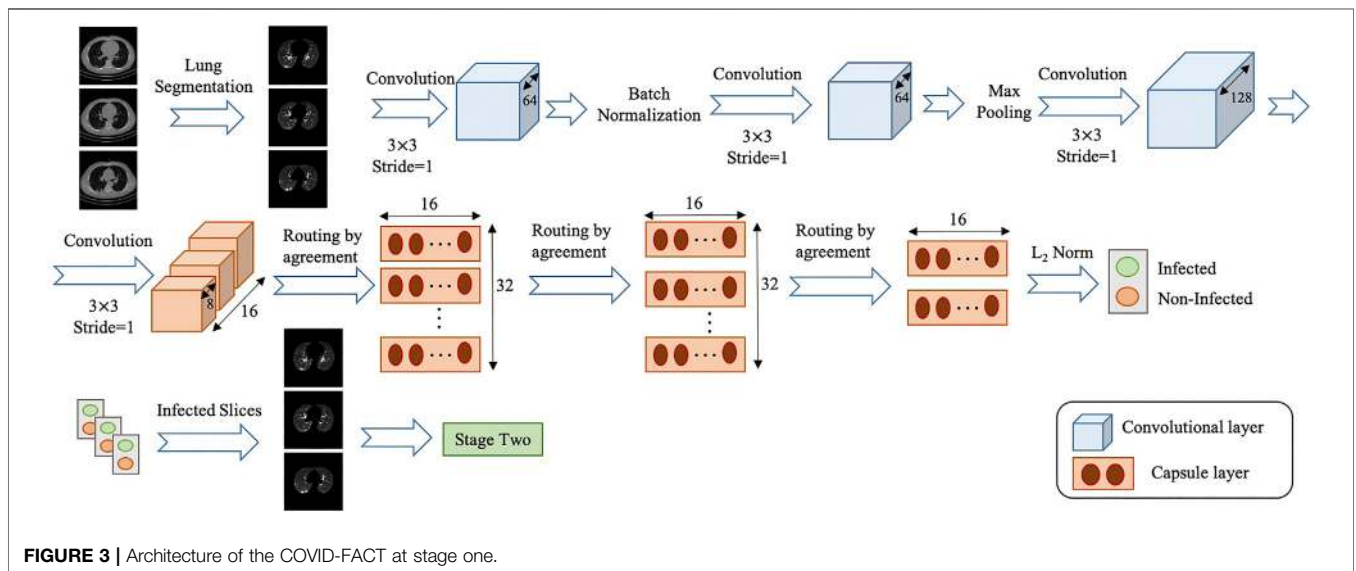 Lung
Segmentation
Convolution
3×3
Stride=1
64
Batch
Normalization
Convolution
3×3
Stride=1
64
Max
Pooling
Convolution
3×3
Stride=1
128
Convolution
3×3
Stride=1
8
16
Routing by
agreement
16
32
Routing by
agreement
16
32
Routing by
agreement
16
L2 Norm
Infected
Non-Infected
Infected Slices
Stage Two
Convolutional layer
Capsule layer
FIGURE 3 | Architecture of the COVID-FACT at stage one.